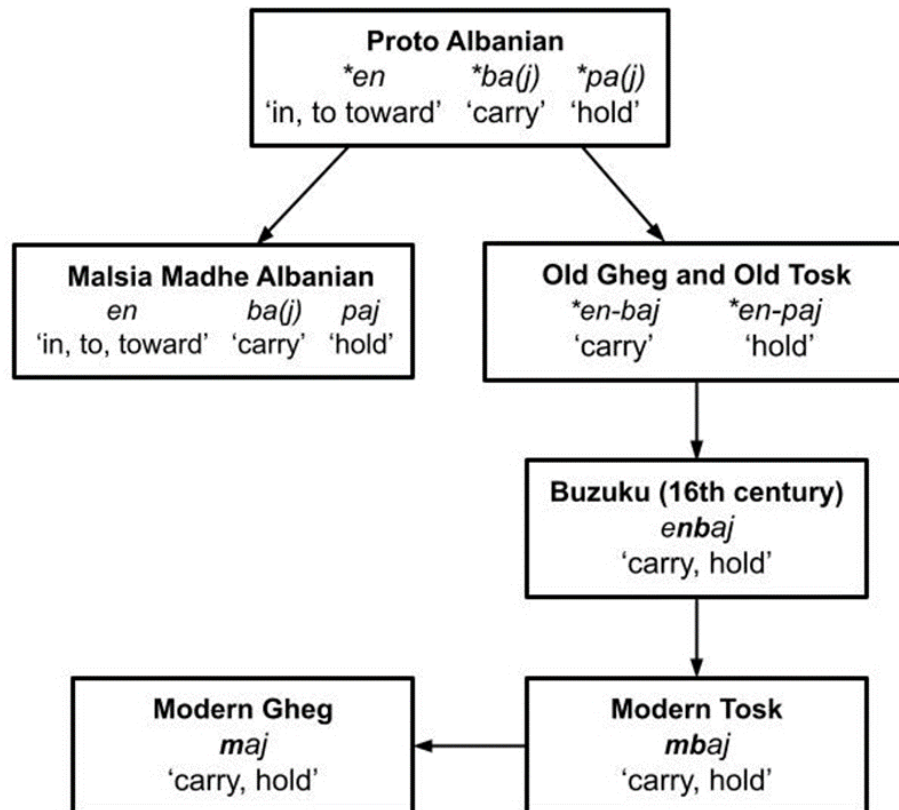 Proto Albanian
*en *ba(j) *pa(j)
‘in, to toward’ ‘carry’ ‘hold’
Malsia Madhe Albanian
en ba(j) paj
‘in, to, toward’ ‘carry’ ‘hold’
Old Gheg and Old Tosk
*en-baj *en-paj
‘carry’ ‘hold’
Buzuku (16th century)
enbaj
‘carry, hold’
Modern Gheg
maj
‘carry, hold’
Modern Tosk
mbaj
‘carry, hold’